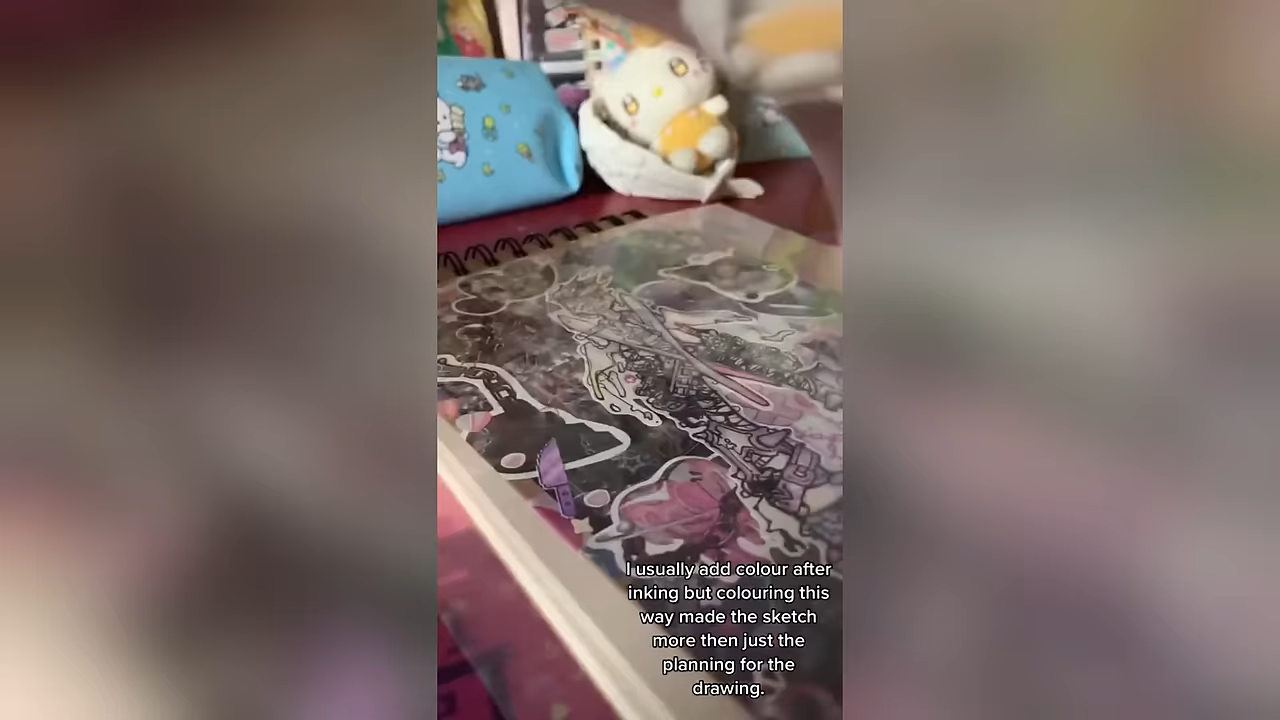 I usually add colour after
inking but colouring this
way made the sketch
more then just the
planning for the
drawing.